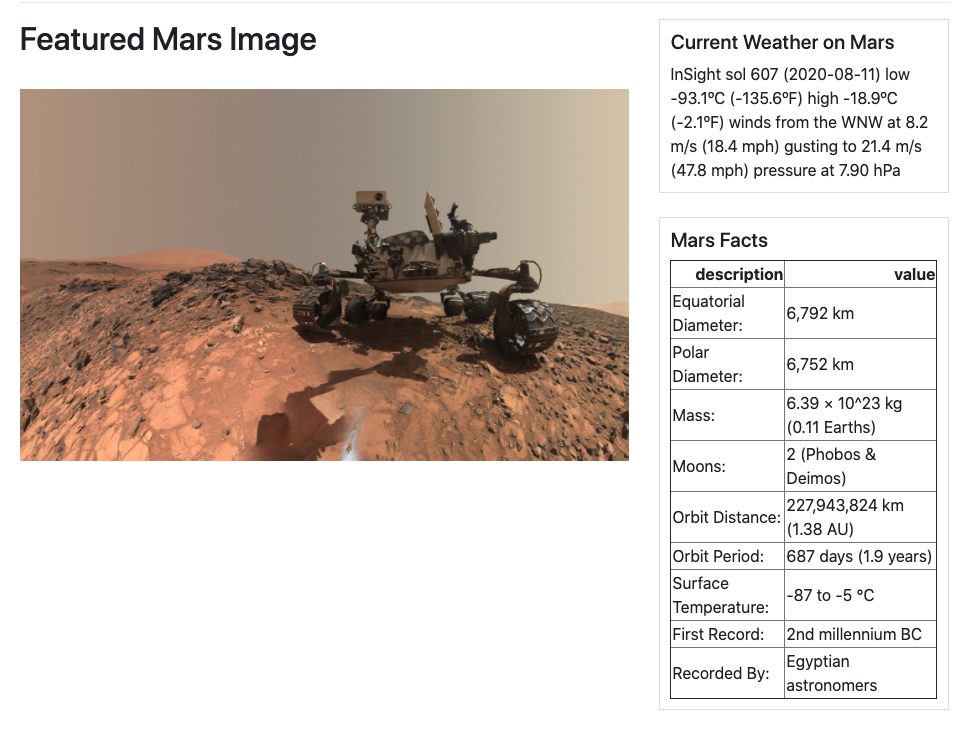 Featured Mars Image
Current Weather on Mars
InSight sol 607 (2020-08-11) low
-93.1ºC (-135.6ºF) high -18.9ºC
(-2.1ºF) winds from the WNW at 8.2
m/s (18.4 mph) gusting to 21.4 m/s
(47.8 mph) pressure at 7.90 hPa
Mars Facts
description value
Equatorial
Diameter: 6,792 km
Polar
Diameter: 6,752 km
Mass: 6.39 × 10^23 kg
(0.11 Earths)
Moons: 2 (Phobos &
Deimos)
Orbit Distance: 227,943,824 km
(1.38 AU)
Orbit Period: 687 days (1.9 years)
Surface
Temperature: -87 to -5 °C
First Record: 2nd millennium BC
Recorded By: Egyptian
astronomers